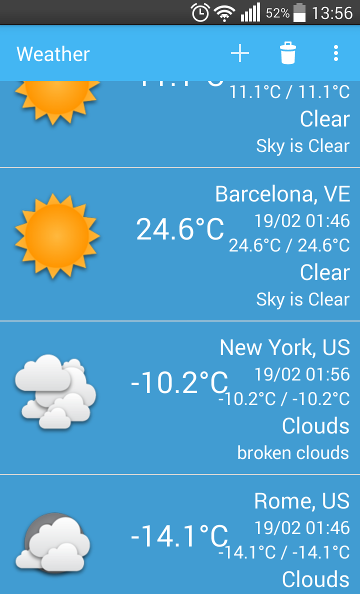 52% 13:56
Weather
11.1°C
11.1°C / 11.1°C
Clear
Sky is Clear
Barcelona, VE
24.6°C
19/02 01:46
24.6°C / 24.6°C
Clear
Sky is Clear
New York, US
-10.2°C
19/02 01:56
-10.2°C / -10.2°C
Clouds
broken clouds
Rome, US
-14.1°C
19/02 01:46
-14.1°C / -14.1°C
Clouds